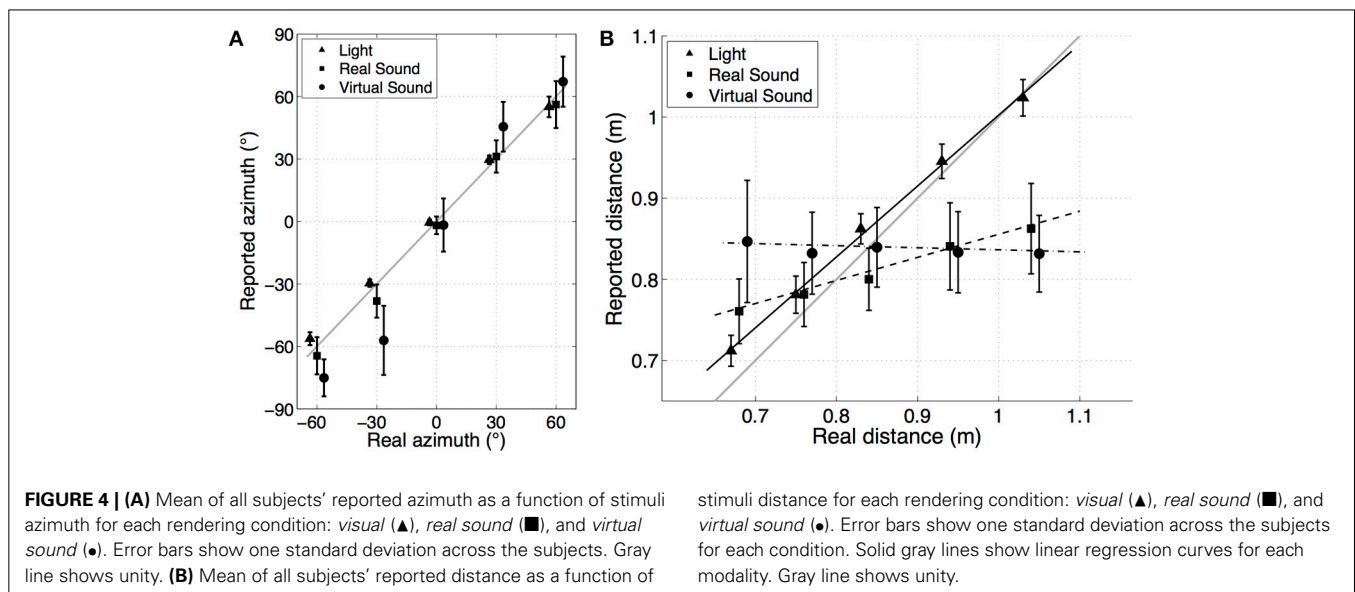 A
90
60
30
0
−30
−60
−90
Reported azimuth (°)
−60 −30 0 30 60
Real azimuth (°)
Light
Real Sound
Virtual Sound
B
1.1
1
0.9
0.8
0.7
Reported distance (m)
0.7 0.8 0.9 1 1.1
Real distance (m)
Light
Real Sound
Virtual Sound
FIGURE 4 | (A) Mean of all subjects’ reported azimuth as a function of stimuli
azimuth for each rendering condition: visual (▲), real sound (■), and virtual
sound (●). Error bars show one standard deviation across the subjects. Gray
line shows unity. (B) Mean of all subjects’ reported distance as a function of
stimuli distance for each rendering condition: visual (▲), real sound (■), and
virtual sound (●). Error bars show one standard deviation across the subjects
for each condition. Solid gray lines show linear regression curves for each
modality. Gray line shows unity.